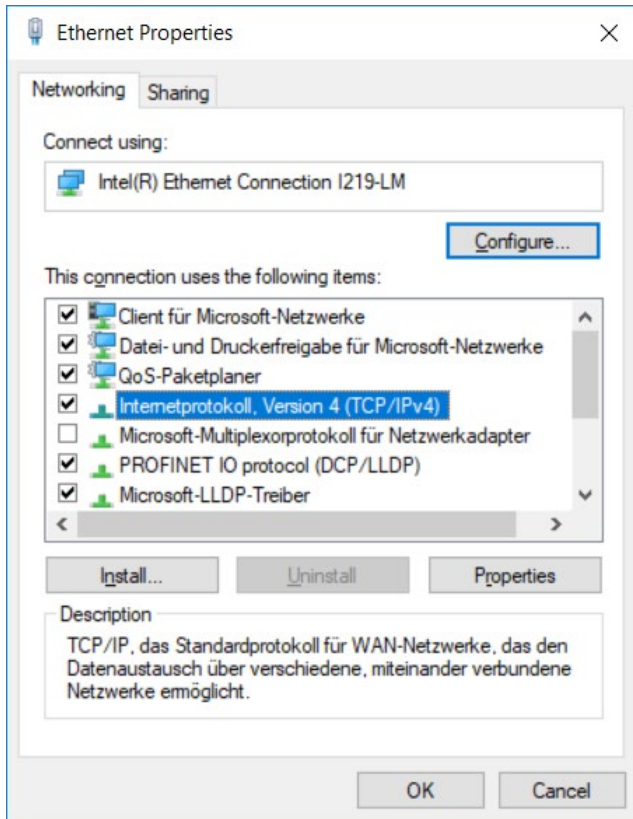 Ethernet Properties
Networking
Sharing
Connect using:
Intel(R) Ethernet Connection I219-LM
Configure...
This connection uses the following items:
Client für Microsoft-Netzwerke
Datei- und Druckerfreigabe für Microsoft-Netzwerke
QoS-Paketplaner
Internetprotokoll, Version 4 (TCP/IPv4)
Microsoft-Multiplexorprotokoll für Netzwerkadapter
PROFINET IO protocol (DCP/LLDP)
Microsoft-LLDP-Treiber
Install...
Uninstall
Properties
Description
TCP/IP, das Standardprotokoll für WAN-Netzwerke, das den
Datenaustausch über verschiedene, miteinander verbundene
Netzwerke ermöglicht.
OK
Cancel